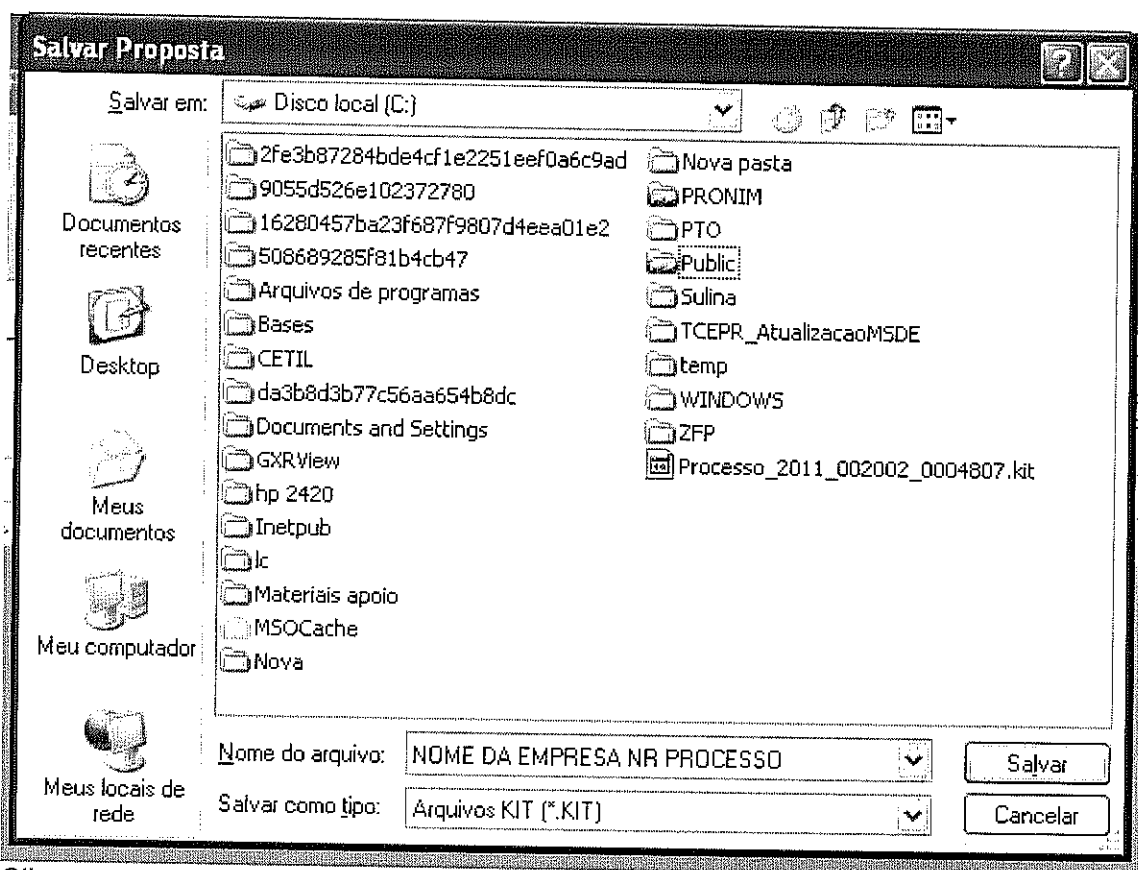 Salvar Proposta
Salvar em:
Disco local (C:)
Documentos
recentes
Desktop
Meus
documentos
Meu computador
Meus locais de
rede
2fe3b87284bde4cf1e2251eef0a6c9ad
9055d526e102372780
16280457ba23f687f9807d4eea01e2
508689285f81b4cb47
Arquivos de programas
Bases
CETIL
da3b8d3b77c56aa654b8dc
Documents and Settings
GXRView
hp 2420
Inetpub
lc
Materiais apoio
MSOCache
Nova
Nova pasta
PRONIM
PTO
Public
Sulina
TCEPR_AtualizacaoMSDE
temp
WINDOWS
ZFP
Processo_2011_002002_0004807.kit
Nome do arquivo:
NOME DA EMPRESA NR PROCESSO
Salvar
Salvar como tipo:
Arquivos KIT (*.KIT)
Cancelar